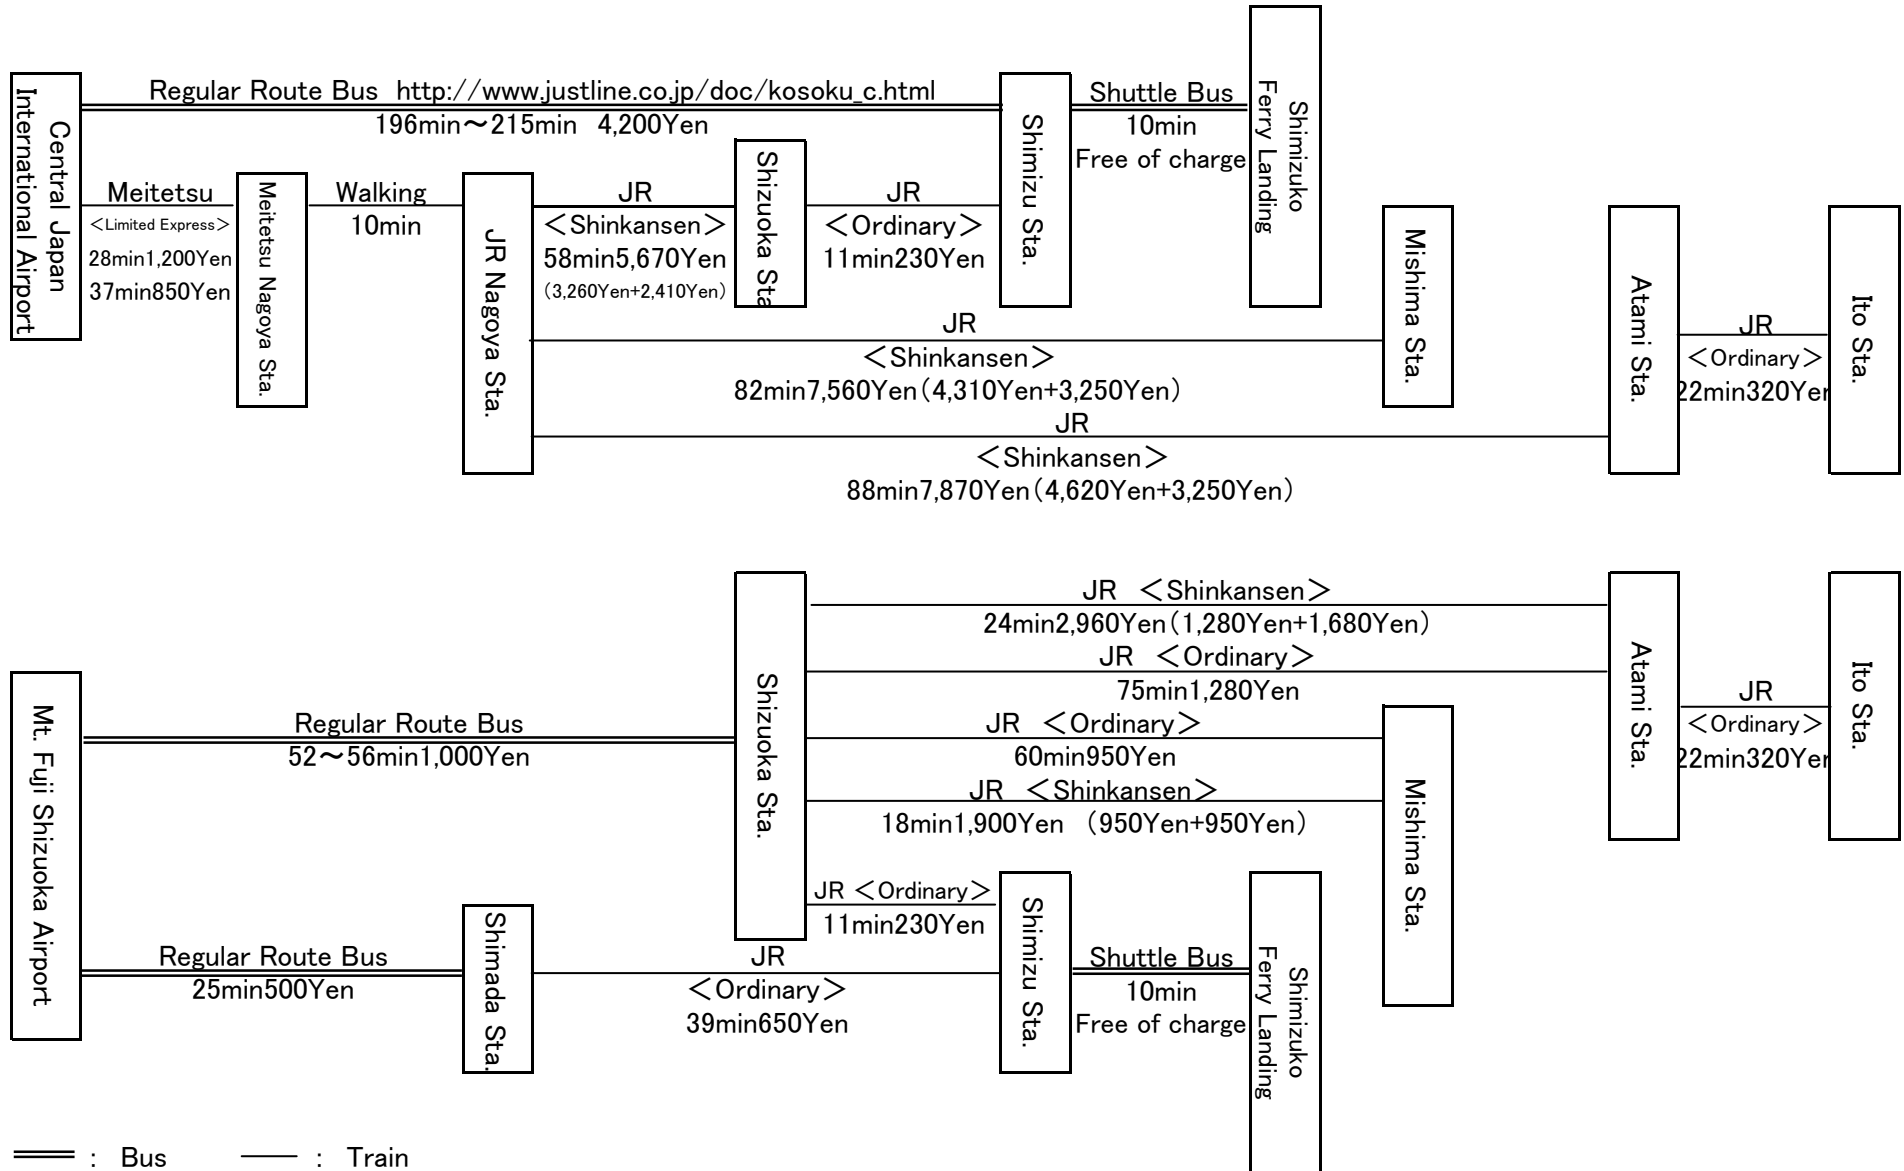 Central Japan
International Airport
Regular Route Bus http://www.justline.co.jp/doc/kosoku_c.html
196min～215min 4,200Yen
Meitetsu
＜Limited Express＞
28min1,200Yen
37min850Yen
Meitetsu Nagoya Sta.
Walking
10min
JR Nagoya Sta.
JR
＜Shinkansen＞
58min5,670Yen
(3,260Yen+2,410Yen)
Shizuoka Sta
JR
＜Ordinary＞
11min230Yen
Shimizu Sta.
Shuttle Bus
10min
Free of charge
Shimizuko
Ferry Landing
JR
＜Shinkansen＞
82min7,560Yen(4,310Yen+3,250Yen)
Mishima Sta.
JR
＜Shinkansen＞
88min7,870Yen(4,620Yen+3,250Yen)
Atami Sta.
JR
＜Ordinary＞
22min320Yen
Ito Sta.
Mt. Fuji Shizuoka Airport
Regular Route Bus
52～56min1,000Yen
Shizuoka Sta.
JR ＜Shinkansen＞
24min2,960Yen(1,280Yen+1,680Yen)
JR ＜Ordinary＞
75min1,280Yen
JR ＜Ordinary＞
60min950Yen
JR ＜Shinkansen＞
18min1,900Yen (950Yen+950Yen)
Mishima Sta.
Atami Sta.
JR
＜Ordinary＞
22min320Yen
Ito Sta.
JR ＜Ordinary＞
11min230Yen
Regular Route Bus
25min500Yen
Shimada Sta.
JR
＜Ordinary＞
39min650Yen
Shimizu Sta.
Shuttle Bus
10min
Free of charge
Shimizuko
Ferry Landing
: Bus : Train